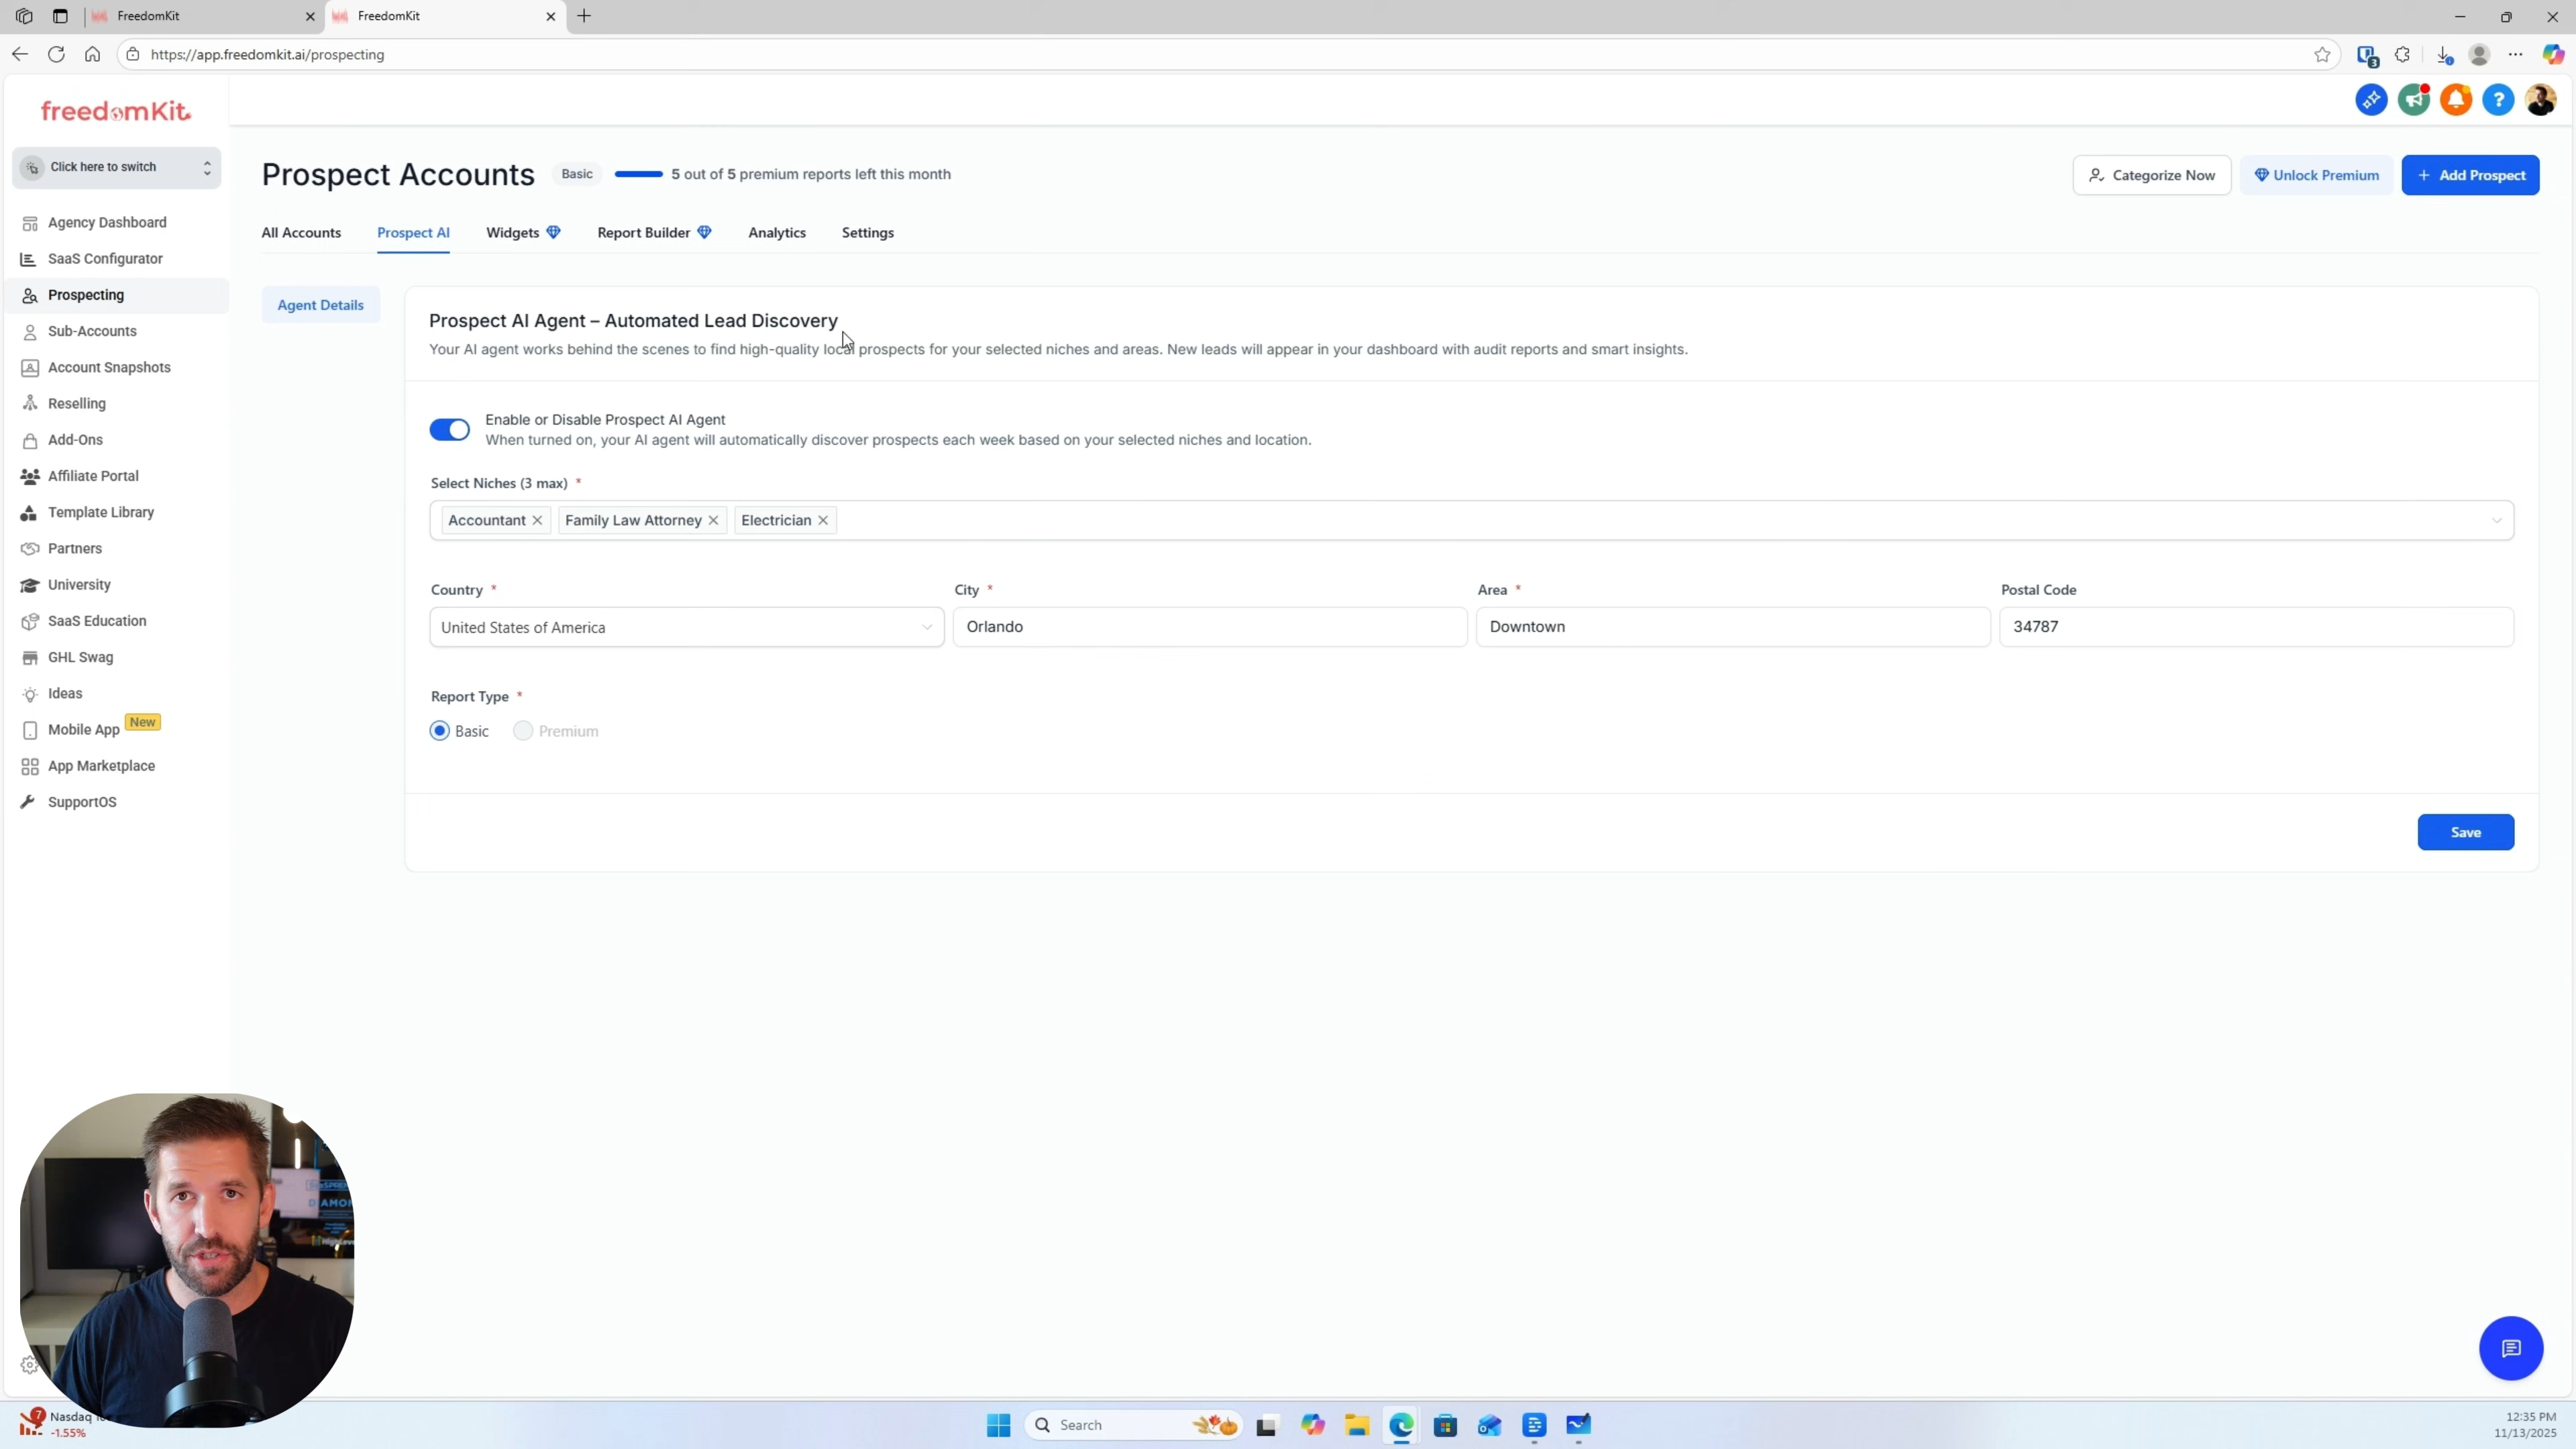 FreedomKit
FreedomKit
https://app.freedomkit.ai/prospecting
3
freedomKit
Click here to switch
Agency Dashboard
SaaS Configurator
Prospecting
Sub-Accounts
Account Snapshots
Reselling
Add-Ons
Affiliate Portal
Template Library
Partners
University
SaaS Education
GHL Swag
Ideas
Mobile App New
App Marketplace
SupportOS
Prospect Accounts Basic 5 out of 5 premium reports left this month
Categorize Now Unlock Premium + Add Prospect
All Accounts Prospect AI Widgets Report Builder Analytics Settings
Agent Details
Prospect AI Agent – Automated Lead Discovery
Your AI agent works behind the scenes to find high-quality local prospects for your selected niches and areas. New leads will appear in your dashboard with audit reports and smart insights.
Enable or Disable Prospect AI Agent
When turned on, your AI agent will automatically discover prospects each week based on your selected niches and location.
Select Niches (3 max) *
Accountant Family Law Attorney Electrician
Country * City * Area * Postal Code
United States of America Orlando Downtown 34787
Report Type *
Basic Premium
Save
7
Nasdaq
-1.55%
Search
12:35 PM
11/13/2025